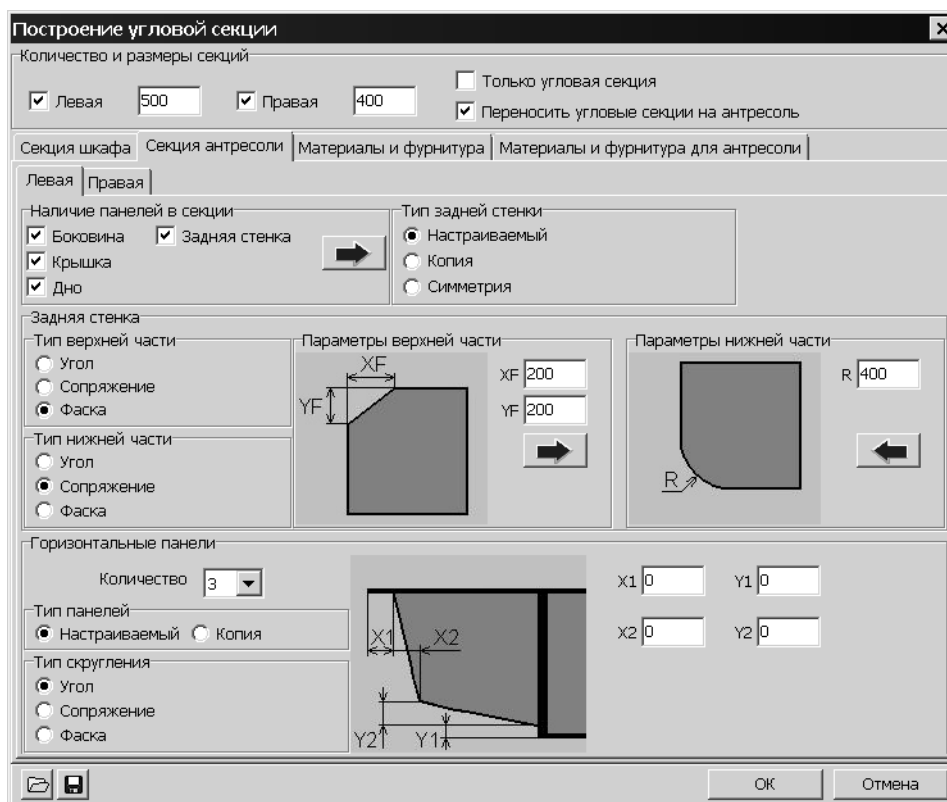 Построение угловой секции
Количество и размеры секций
Левая 500 Правая 400
Только угловая секция
Переносить угловые секции на антресоль
Секция шкафа Секция антресоли Материалы и фурнитура Материалы и фурнитура для антресоли
Левая Правая
Наличие панелей в секции
Боковина Задняя стенка
Крышка
Дно
Тип задней стенки
Настраиваемый
Копия
Симметрия
Задняя стенка
Тип верхней части
Угол
Сопряжение
Фаска
Тип нижней части
Угол
Сопряжение
Фаска
Параметры верхней части
XF
YF
XF 200
YF 200
Параметры нижней части
R
R 400
Горизонтальные панели
Количество 3
Тип панелей
Настраиваемый Копия
Тип скругления
Угол
Сопряжение
Фаска
X1 X2
Y2 Y1
X1 0 Y1 0
X2 0 Y2 0
ОК Отмена